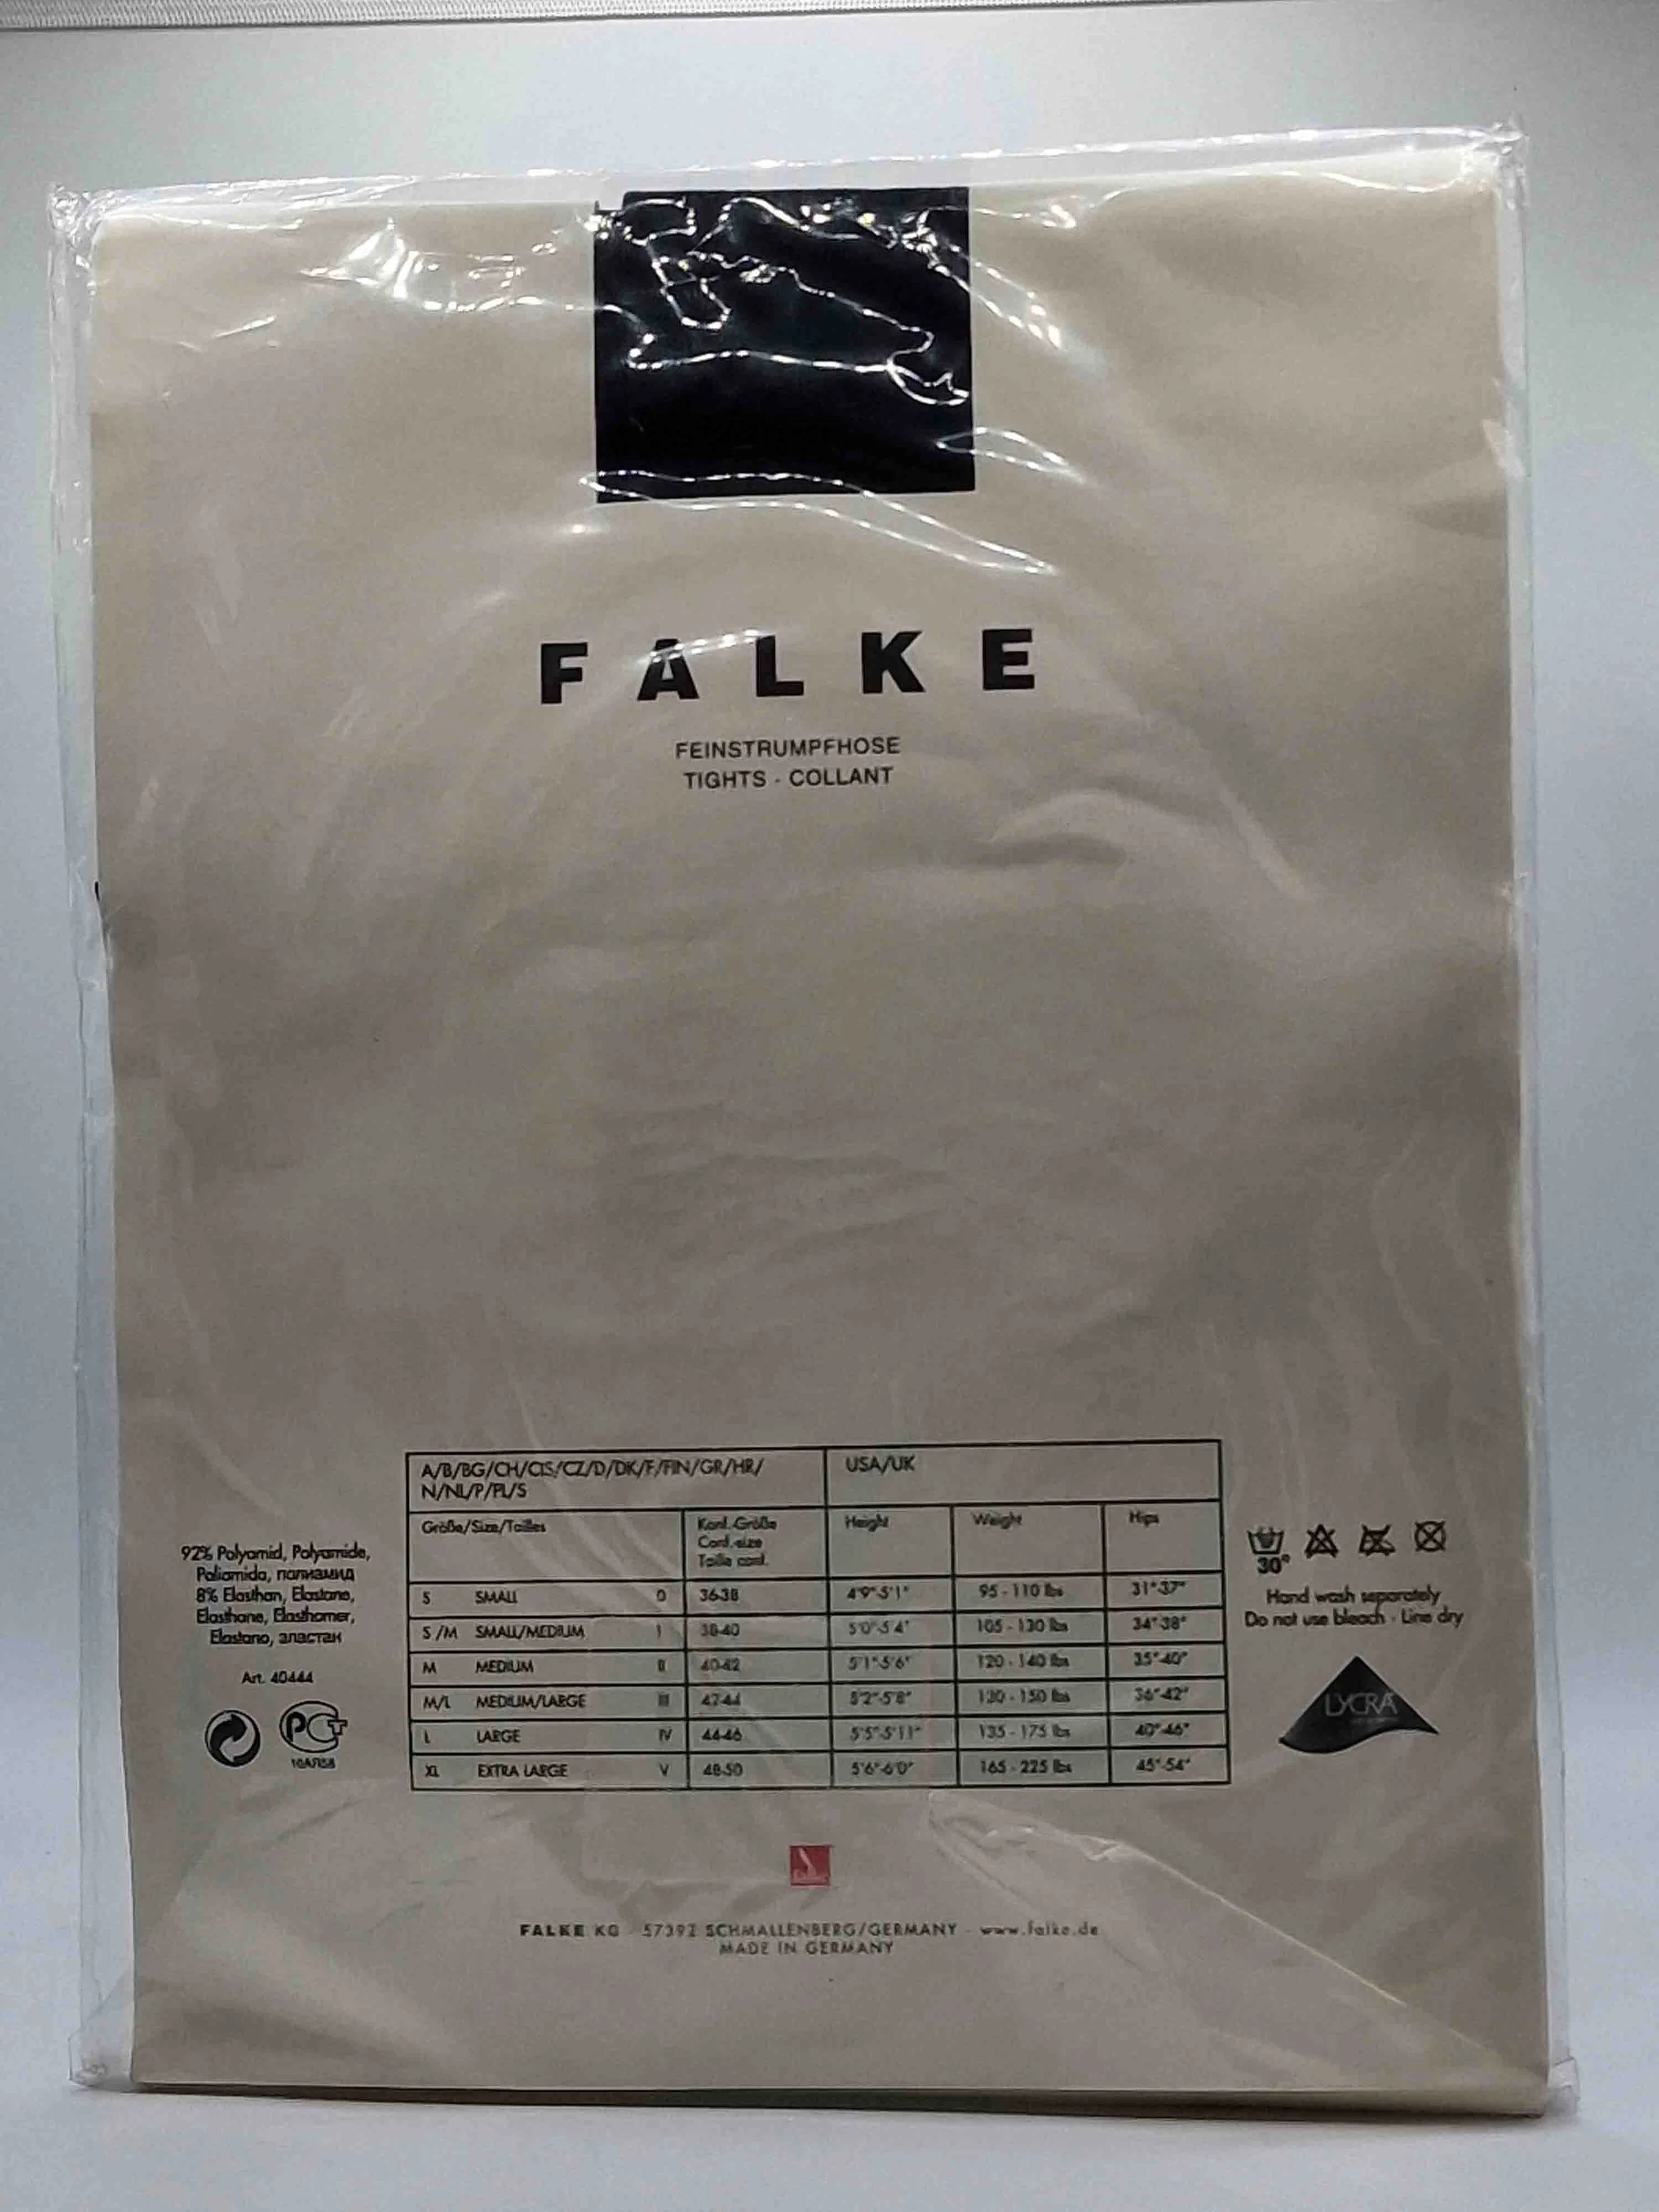 FALKE
FEINSTRUMPFHOSE
TIGHTS - COLLANT
A/B/BG/CH/CIS/CZ/D/DK/F/FIN/GR/HR/
N/NL/P/PL/S
USA/UK
Größe/Size/Tailles
Konf.-Größe
Conf.-size
Taille conf.
Height
Weight
Hips
S SMALL 0 36-38 4'9"-5'1" 95 - 110 lbs 31"-37"
S/M SMALL/MEDIUM I 38-40 5'0"-5'4" 105 - 130 lbs 34"-38"
M MEDIUM II 40-42 5'1"-5'6" 120 - 140 lbs 35"-40"
M/L MEDIUM/LARGE III 42-44 5'2"-5'8" 130 - 150 lbs 36"-42"
L LARGE IV 44-46 5'5"-5'11" 135 - 175 lbs 40"-46"
XL EXTRA LARGE V 48-50 5'6"-6'0" 165 - 225 lbs 45"-54"
92% Polyamid, Polyamide,
Poliamida, полиамид
8% Elasthan, Elastane,
Elasthane, Elasthomer,
Elastano, эластан
Art. 40444
PCT
30°
Hand wash separately
Do not use bleach - Line dry
LYCRA
FALKE KG - 57392 SCHMALLENBERG/GERMANY - www.falke.de
MADE IN GERMANY